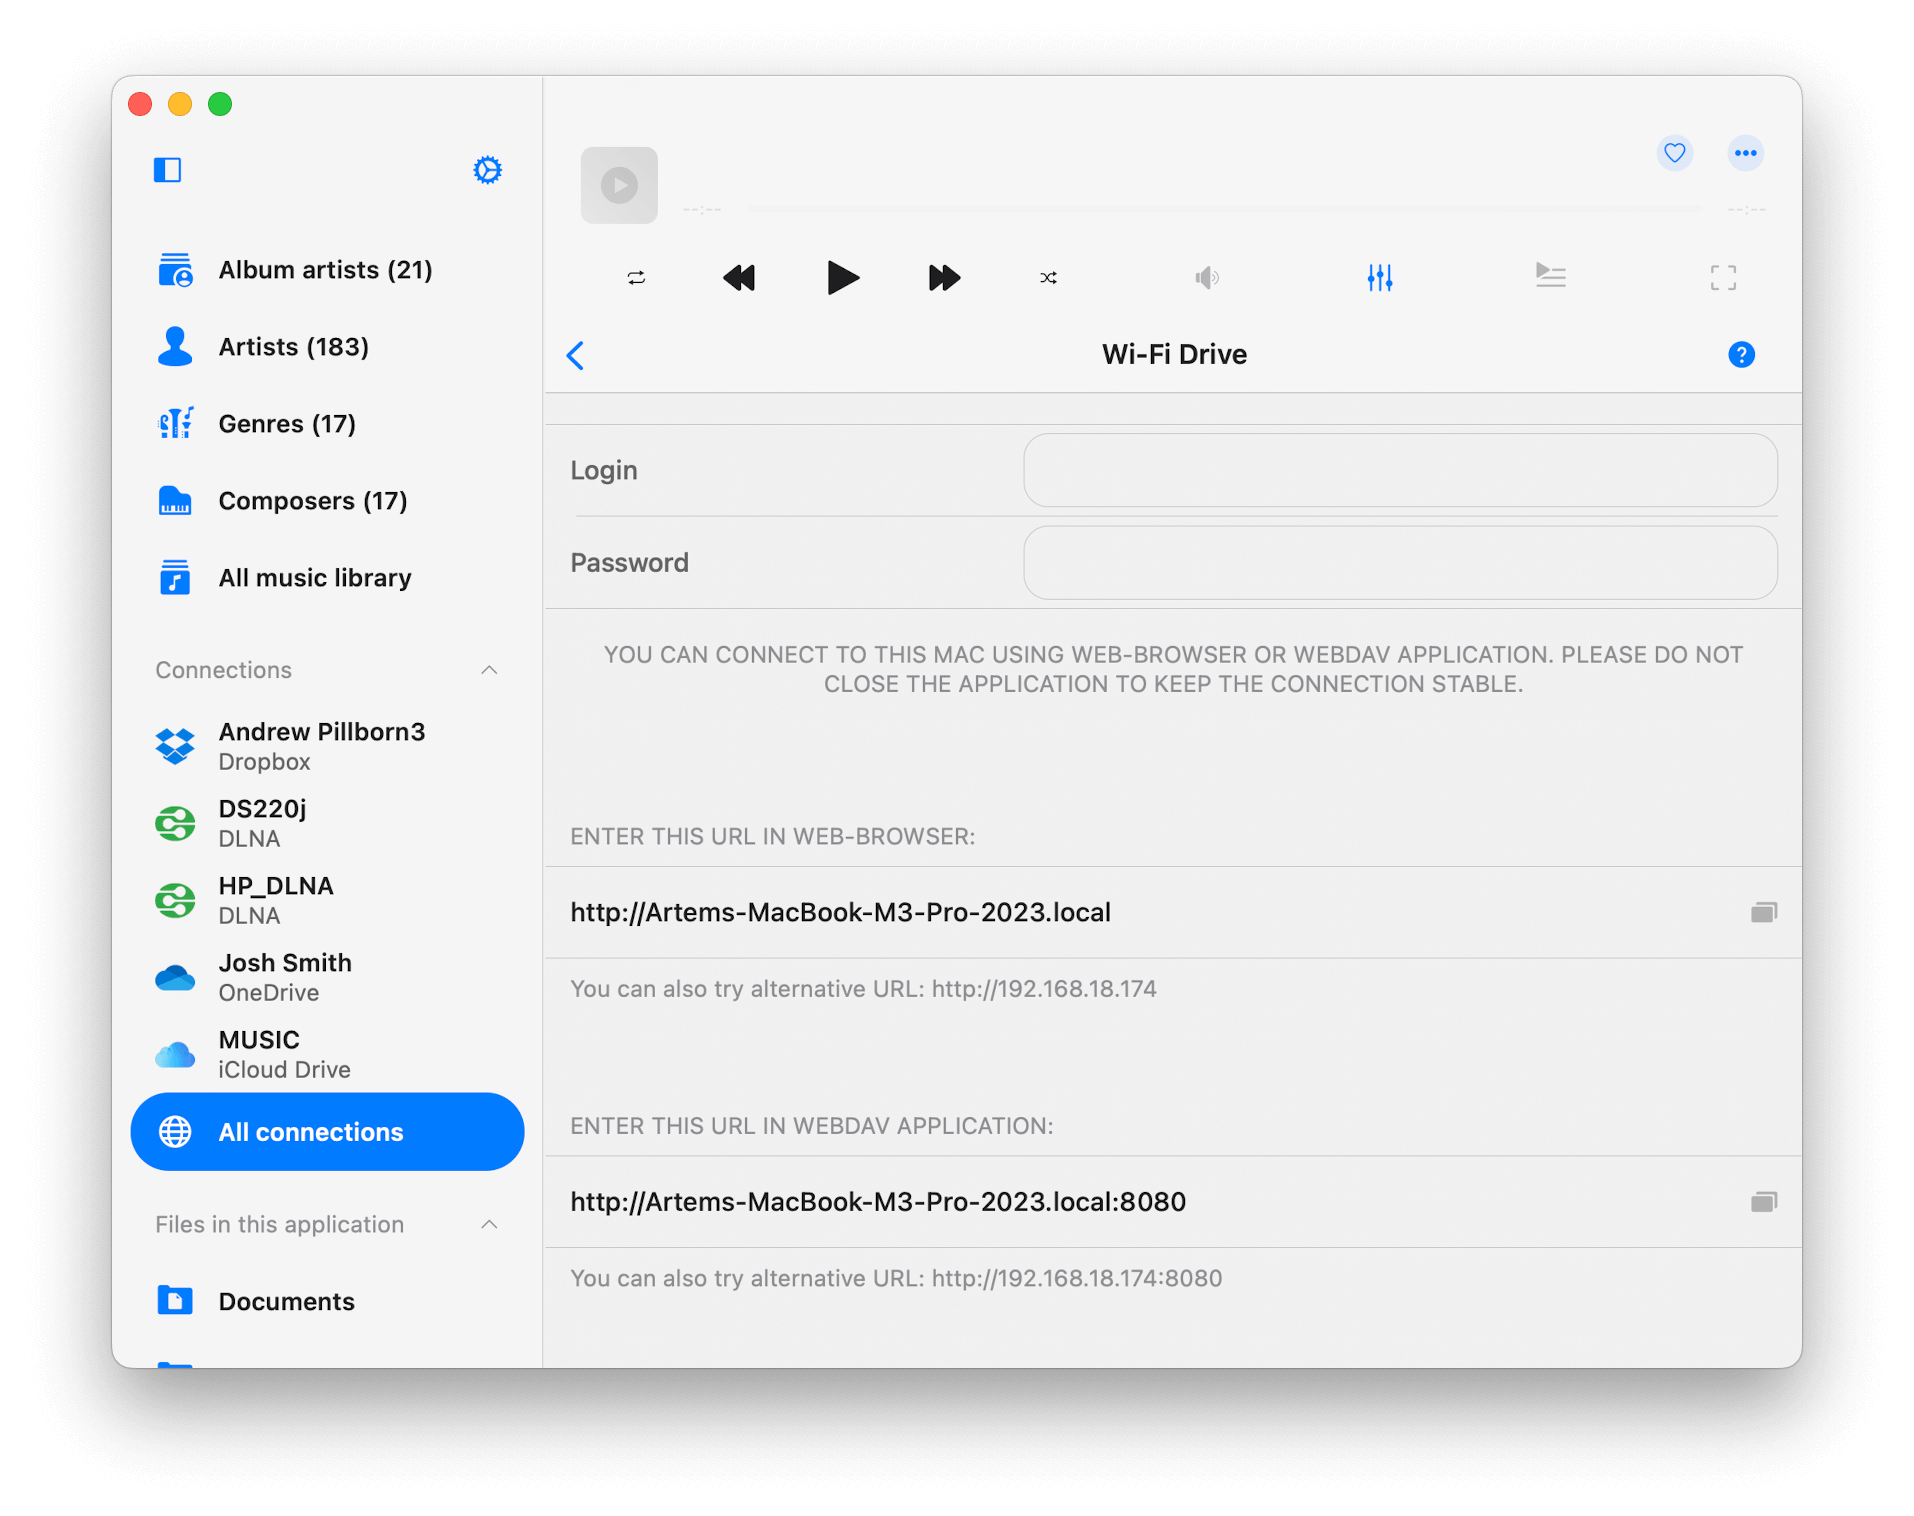 Album artists (21)
Artists (183)
Genres (17)
Composers (17)
All music library
Connections
Andrew Pillborn3
Dropbox
DS220j
DLNA
HP_DLNA
DLNA
Josh Smith
OneDrive
MUSIC
iCloud Drive
All connections
Files in this application
Documents
--:--
--:--
Wi-Fi Drive
?
Login
Password
YOU CAN CONNECT TO THIS MAC USING WEB-BROWSER OR WEBDAV APPLICATION. PLEASE DO NOT
CLOSE THE APPLICATION TO KEEP THE CONNECTION STABLE.
ENTER THIS URL IN WEB-BROWSER:
http://Artems-MacBook-M3-Pro-2023.local
You can also try alternative URL: http://192.168.18.174
ENTER THIS URL IN WEBDAV APPLICATION:
http://Artems-MacBook-M3-Pro-2023.local:8080
You can also try alternative URL: http://192.168.18.174:8080